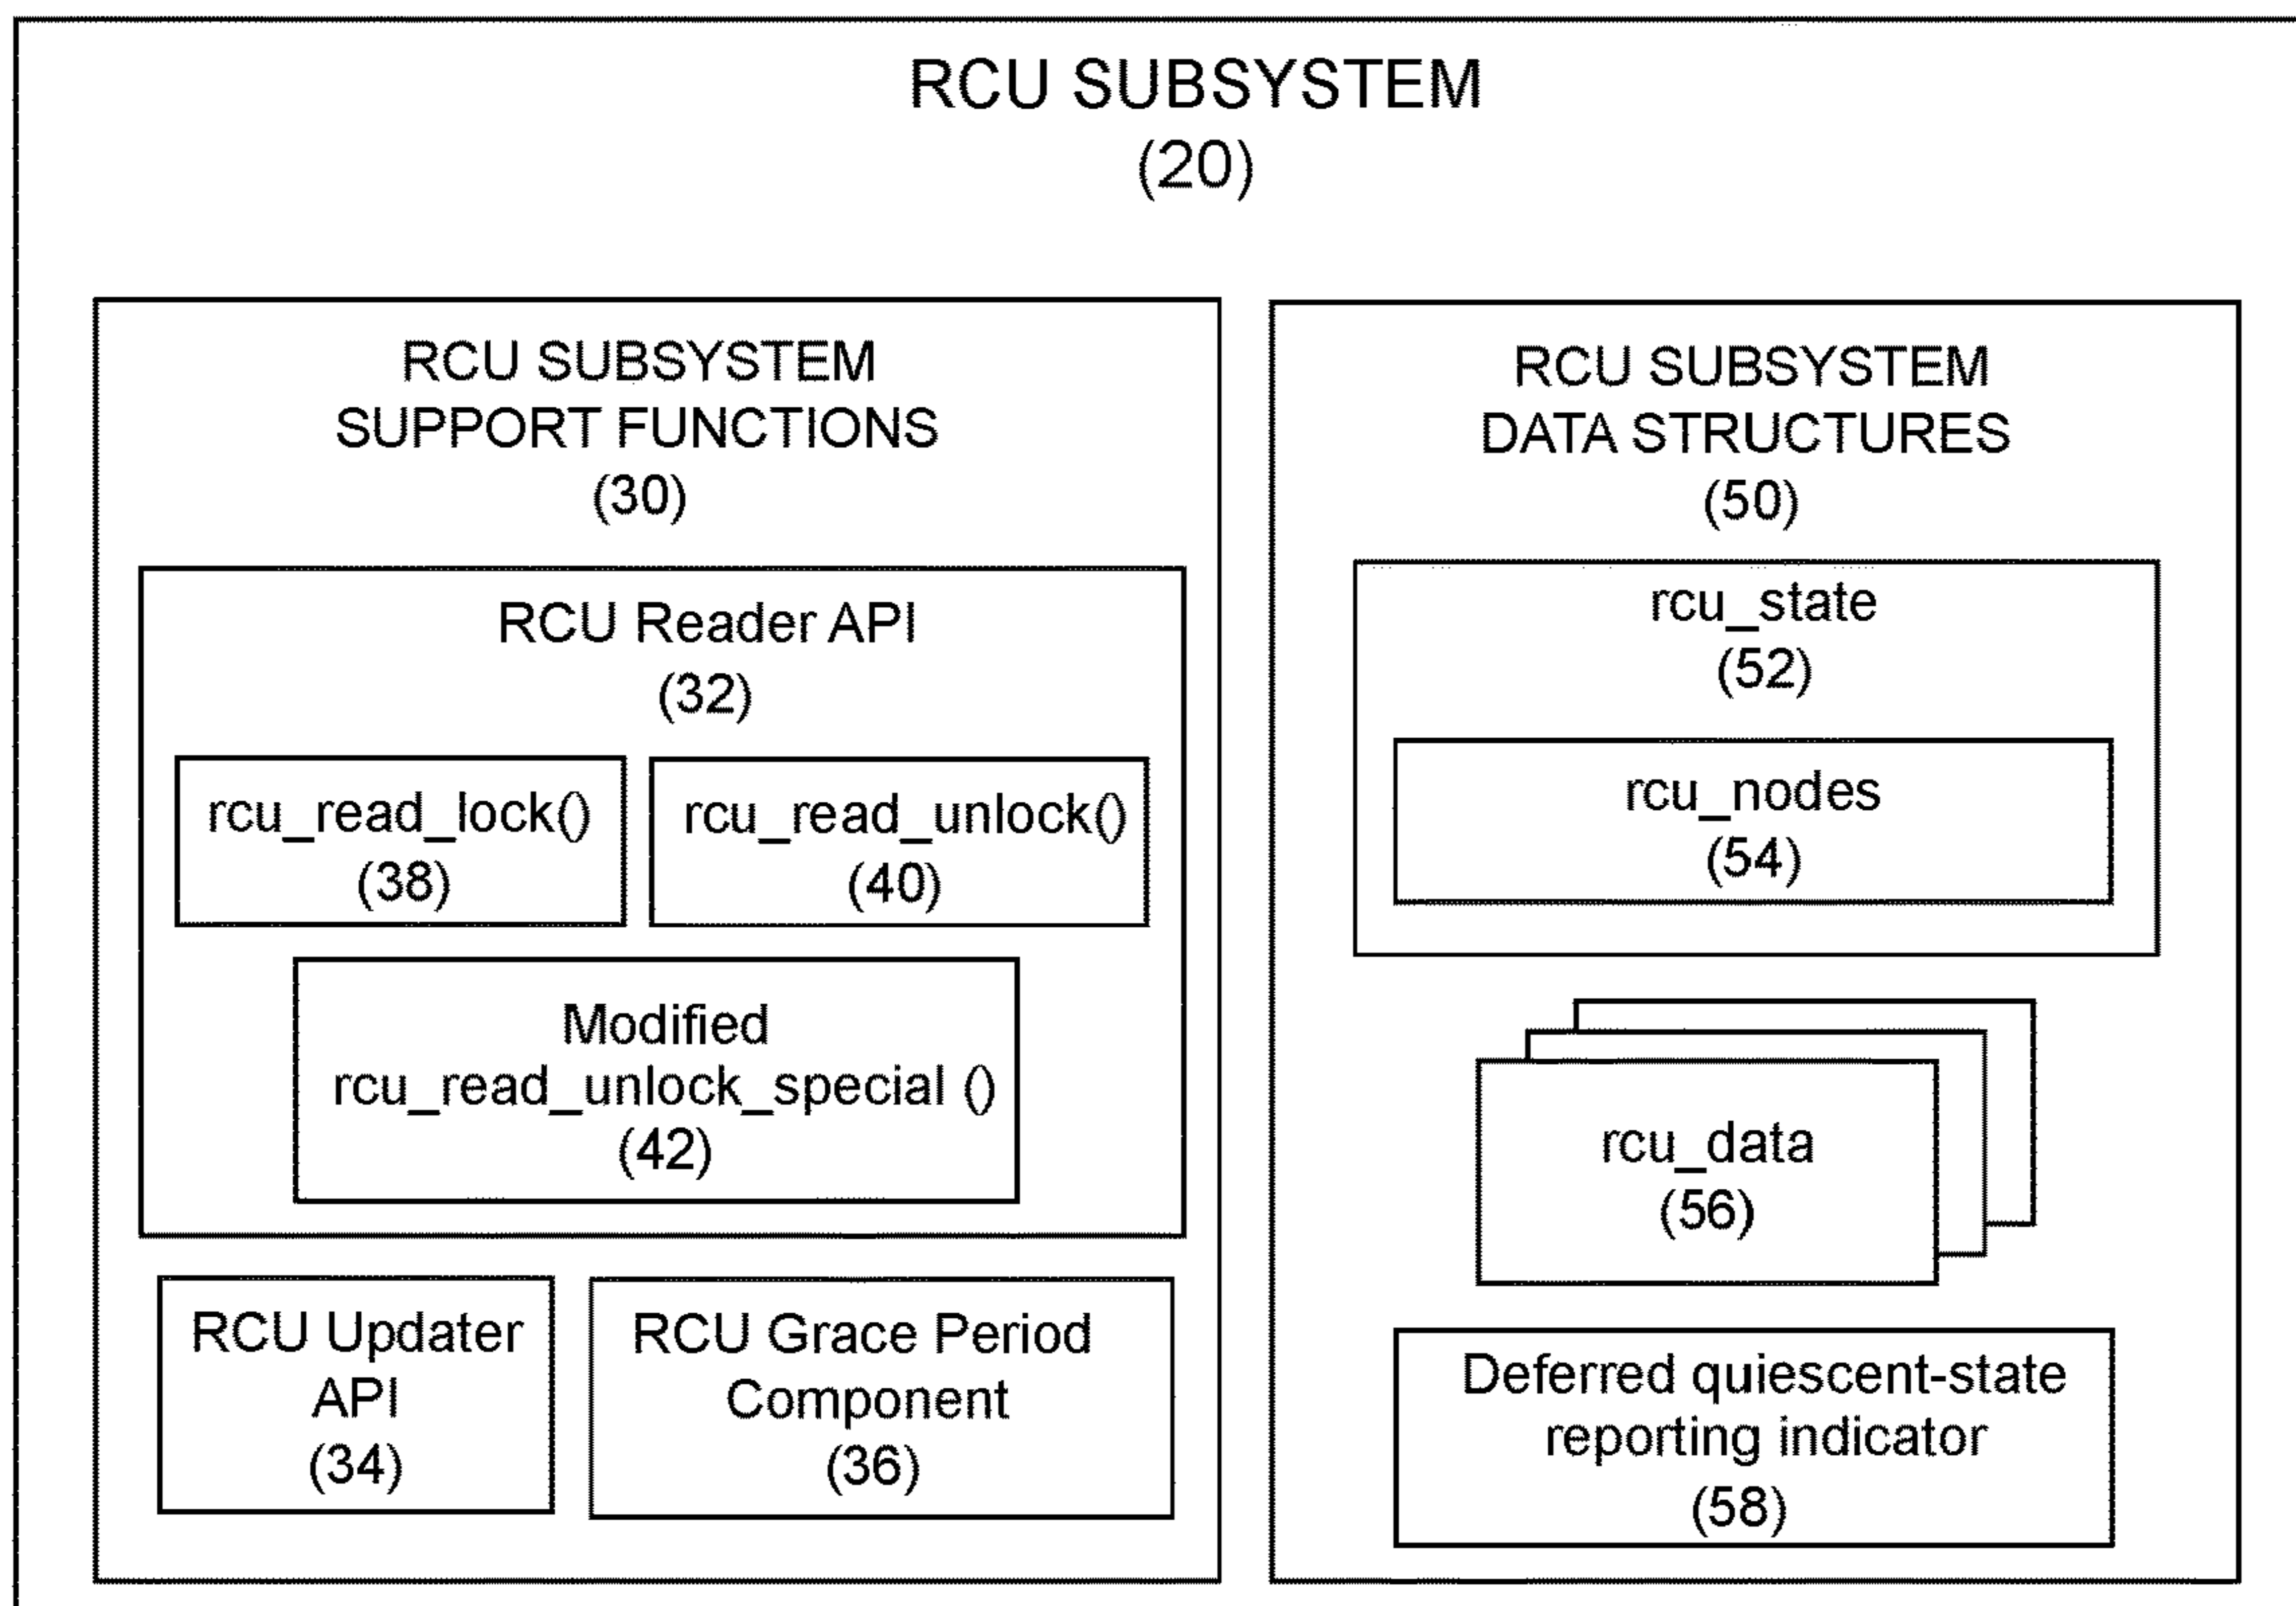 RCU SUBSYSTEM
(20)
RCU SUBSYSTEM
SUPPORT FUNCTIONS
(30)
RCU Reader API
(32)
rcu_read_lock()
(38)
rcu_read_unlock()
(40)
Modified
rcu_read_unlock_special ()
(42)
RCU Updater
API
(34)
RCU Grace Period
Component
(36)
RCU SUBSYSTEM
DATA STRUCTURES
(50)
rcu_state
(52)
rcu_nodes
(54)
rcu_data
(56)
Deferred quiescent-state
reporting indicator
(58)